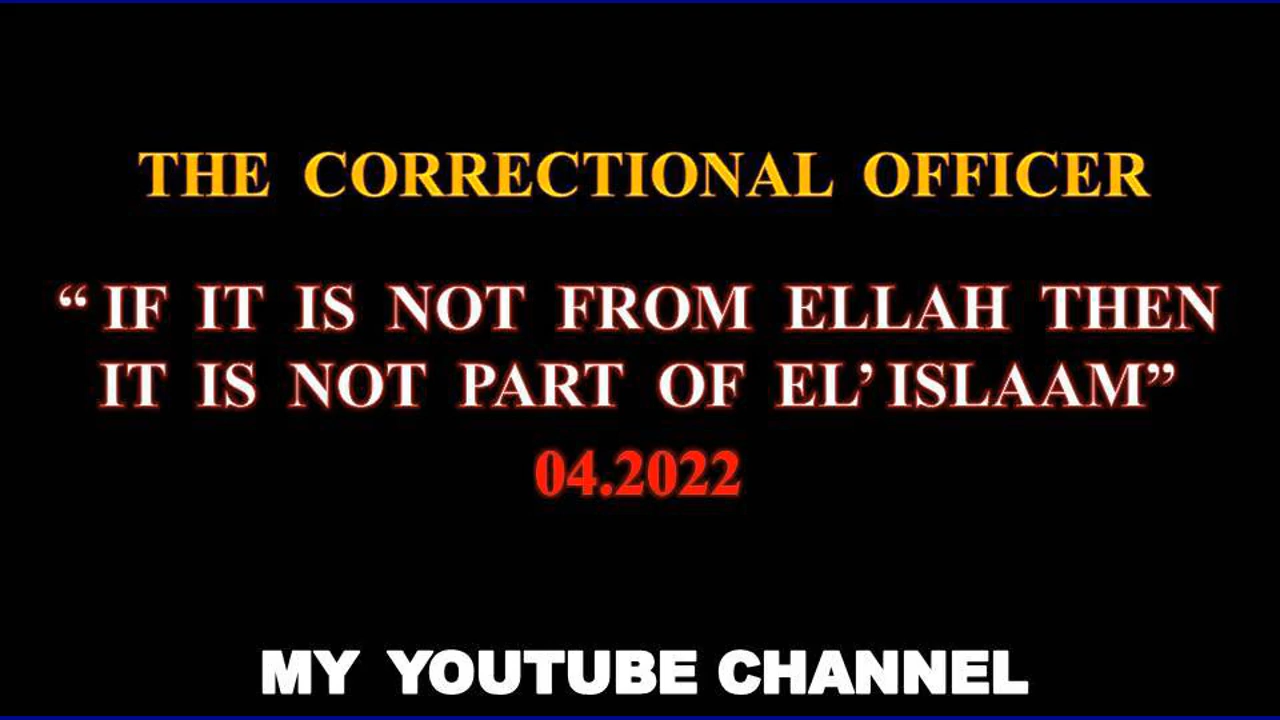 THE CORRECTIONAL OFFICER
“ IF IT IS NOT FROM ELLAH THEN
IT IS NOT PART OF EL’ ISLAAM”
04.2022
MY YOUTUBE CHANNEL